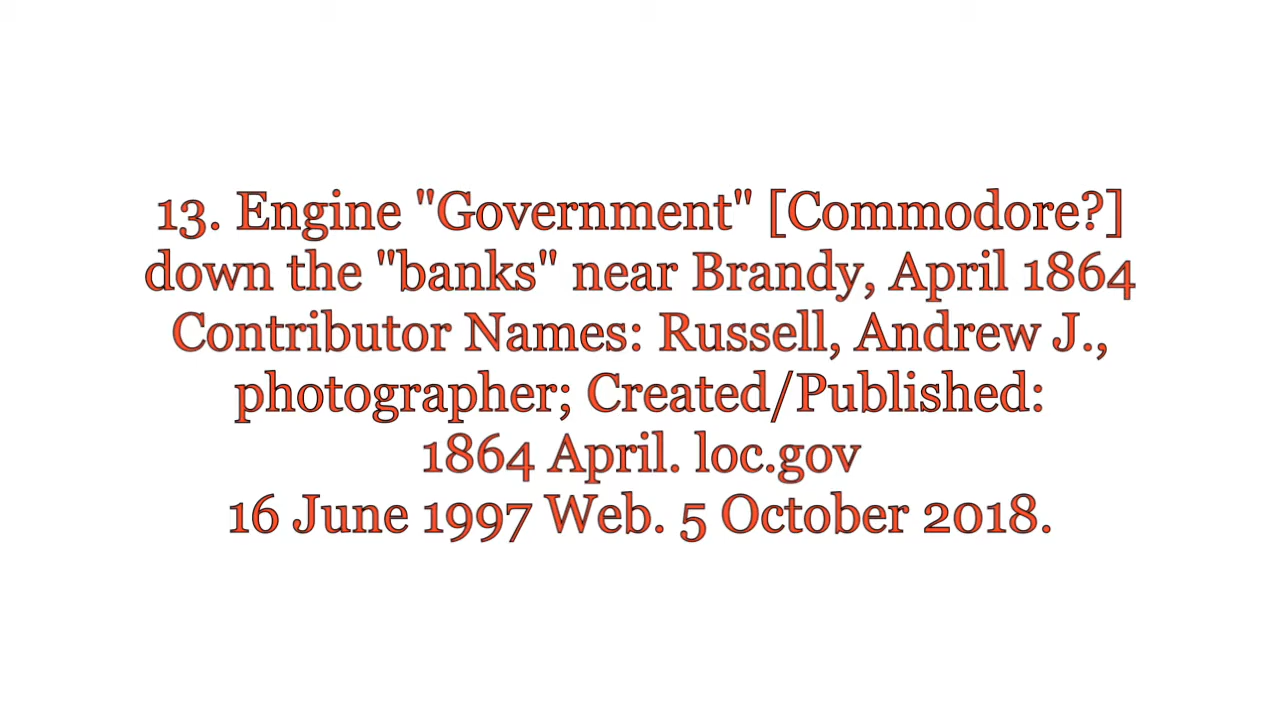 13. Engine "Government" [Commodore?]
down the "banks" near Brandy, April 1864
Contributor Names: Russell, Andrew J.,
photographer; Created/Published:
1864 April. loc.gov
16 June 1997 Web. 5 October 2018.